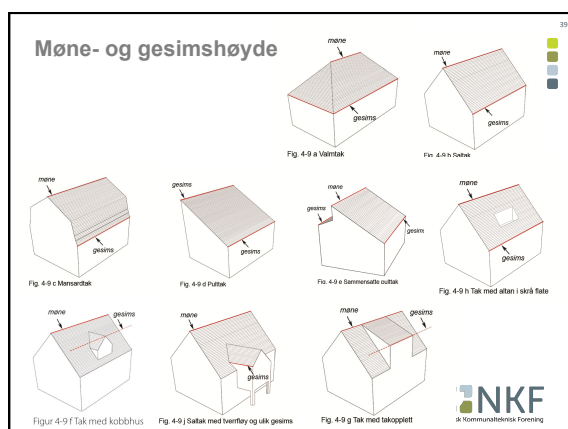 39
Møne- og gesimshøyde
møne
gesims
Fig. 4-9 a Valmtak
møne
gesims
Fig. 4-9 b Saltak
møne
gesims
Fig. 4-9 c Mansardtak
gesims
gesims
Fig. 4-9 d Pulttak
møne
gesims
gesims
Fig. 4-9 e Sammensatte pulttak
møne
gesims
Fig. 4-9 h Tak med altan i skrå flate
møne
gesims
Figur 4-9 f Tak med kobbhus
møne
gesims
Fig. 4-9 j Saltak med tverrfløy og ulik gesims
møne
gesims
Fig. 4-9 g Tak med takopplett
NKF
sk Kommunalteknisk Forening